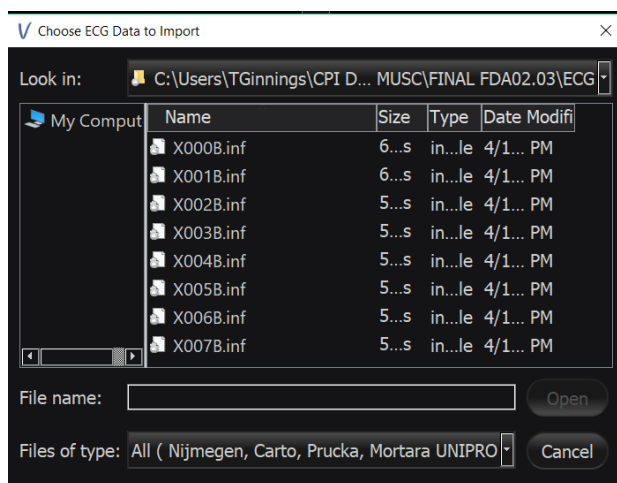 Choose ECG Data to Import
Look in: C:\Users\TGinnings\CPI D... MUSC\FINAL FDA02.03\ECG
My Comput
Name Size Type Date Modifi
X000B.inf 6...s in...le 4/1... PM
X001B.inf 6...s in...le 4/1... PM
X002B.inf 5...s in...le 4/1... PM
X003B.inf 5...s in...le 4/1... PM
X004B.inf 5...s in...le 4/1... PM
X005B.inf 5...s in...le 4/1... PM
X006B.inf 5...s in...le 4/1... PM
X007B.inf 5...s in...le 4/1... PM
File name: Open
Files of type: All ( Nijmegen, Carto, Prucka, Mortara UNIPRO Cancel